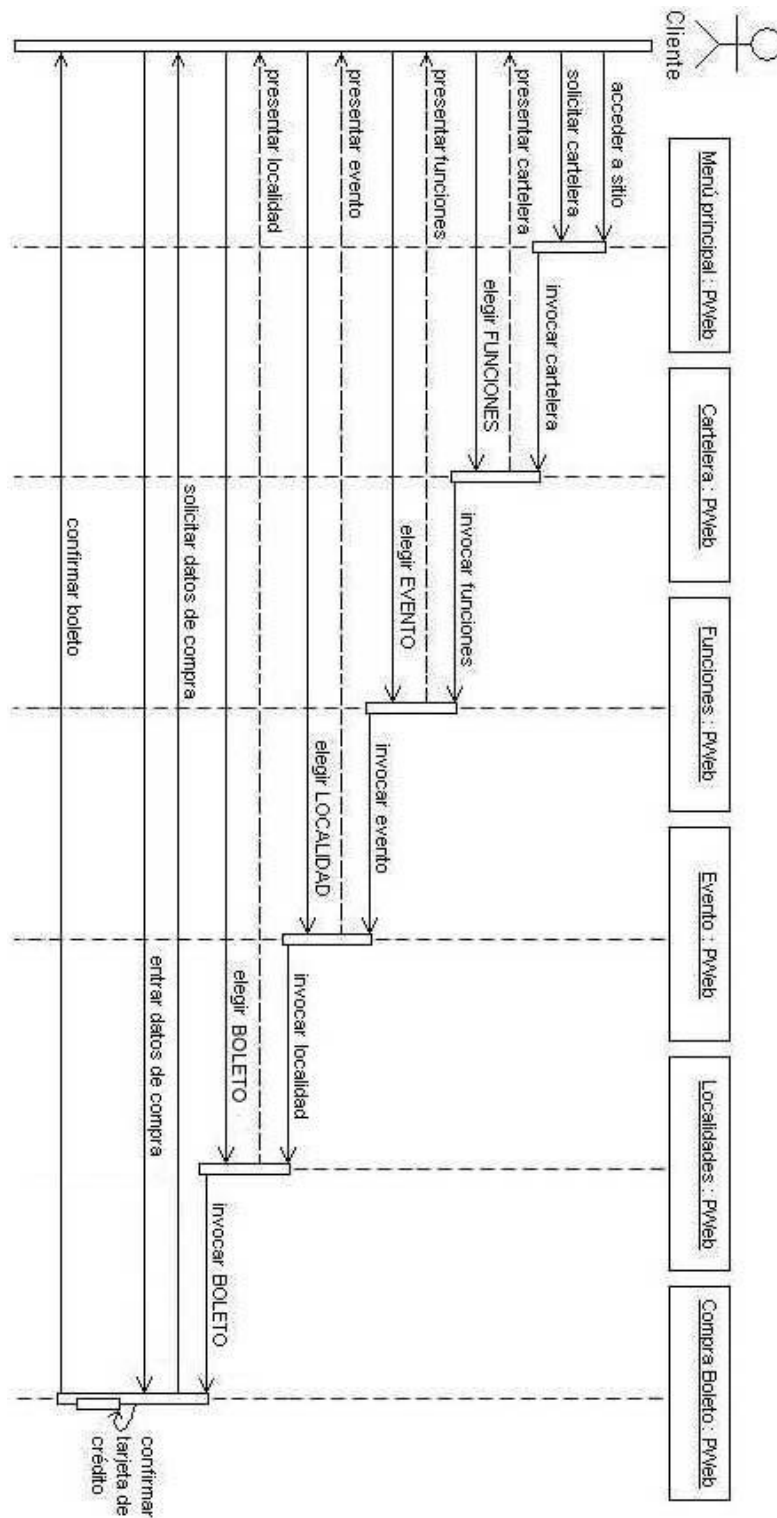 Cliente
Menú principal : PWeb
Cartelera : PWeb
Funciones : PWeb
Evento : PWeb
Localidades : PWeb
Compra Boleto : PWeb
acceder a sitio
solicitar cartelera
invocar cartelera
presentar cartelera
elegir FUNCIONES
invocar funciones
presentar funciones
elegir EVENTO
invocar evento
presentar evento
elegir LOCALIDAD
invocar localidad
presentar localidad
elegir BOLETO
invocar BOLETO
solicitar datos de compra
entrar datos de compra
confirmar
tarjeta de
crédito
confirmar boleto